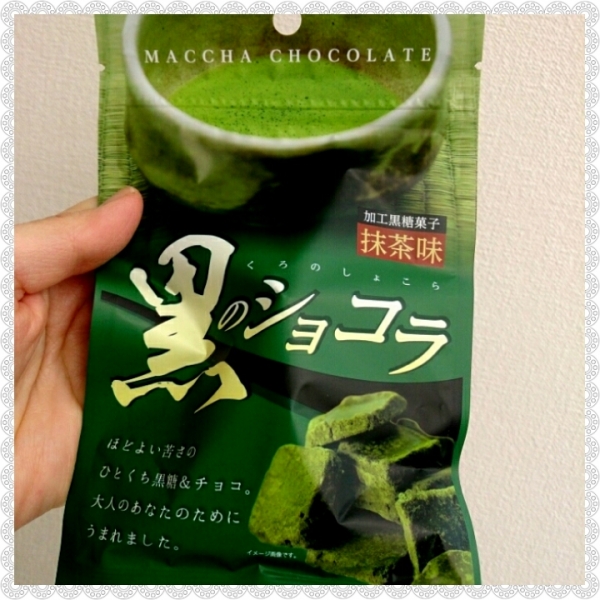 MACCHA CHOCOLATE
加工黒糖菓子
抹茶味
くろのしょこら
黒のショコラ
ほどよい苦さの
ひとくち黒糖&チョコ。
大人のあなたのために
うまれました。
イメージ画像です。